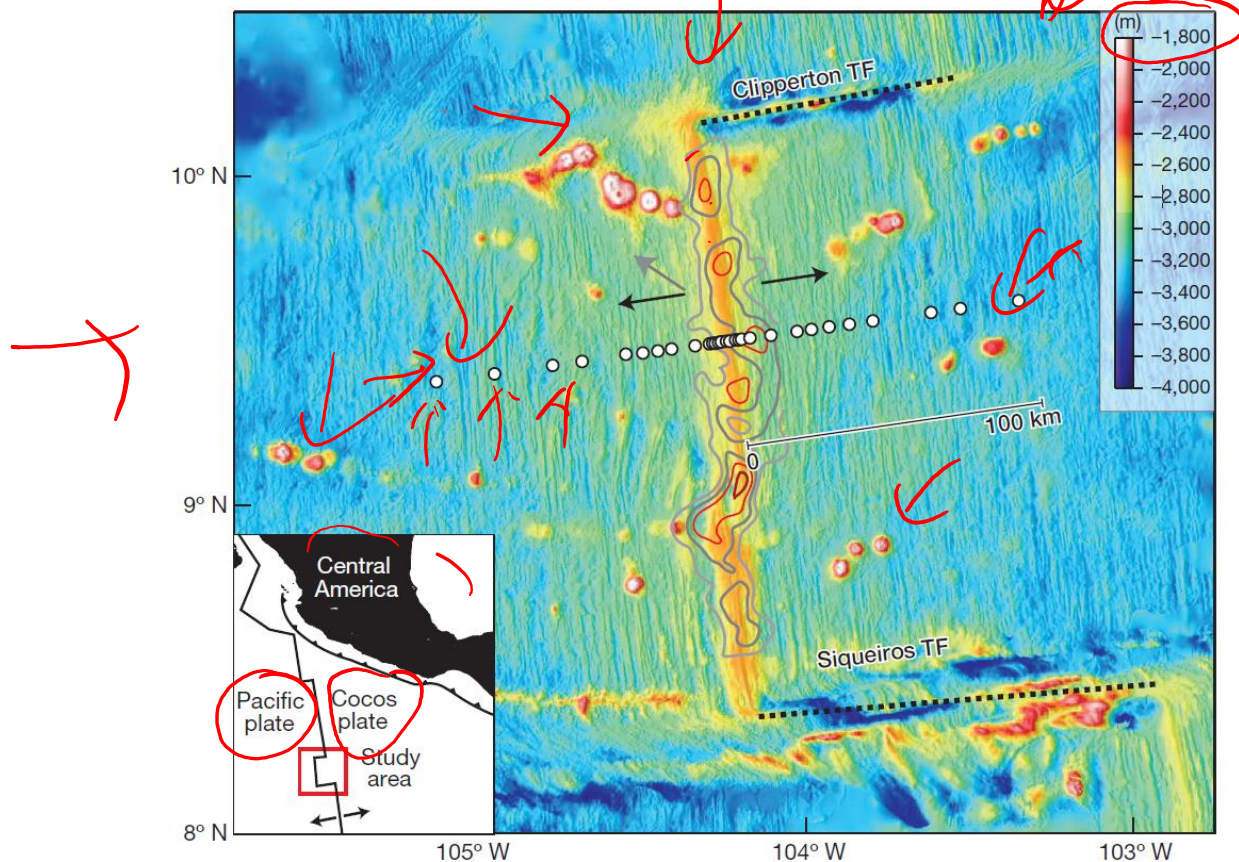 (m)
−1,800
−2,000
−2,200
−2,400
−2,600
−2,800
−3,000
−3,200
−3,400
−3,600
−3,800
−4,000
Clipperton TF
10° N
100 km
0
9° N
Central
America
Siqueiros TF
Pacific
plate
Cocos
plate
Study
area
8° N
105° W
104° W
103° W